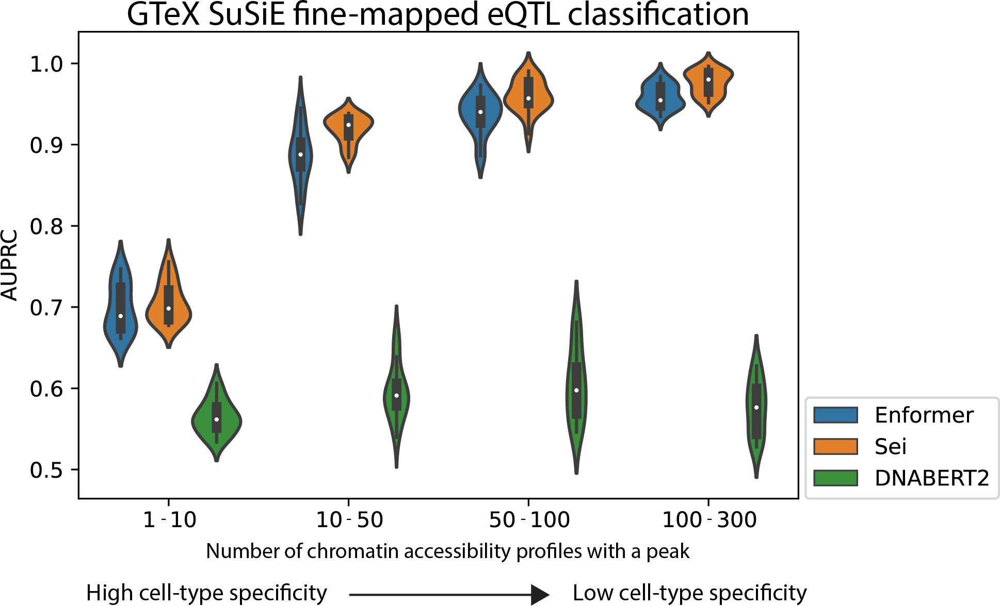 GTeX SuSiE fine-mapped eQTL classification
AUPRC
1.0
0.9
0.8
0.7
0.6
0.5
1 - 10
10 - 50
50 - 100
100 - 300
Number of chromatin accessibility profiles with a peak
High cell-type specificity
Low cell-type specificity
Enformer
Sei
DNABERT2